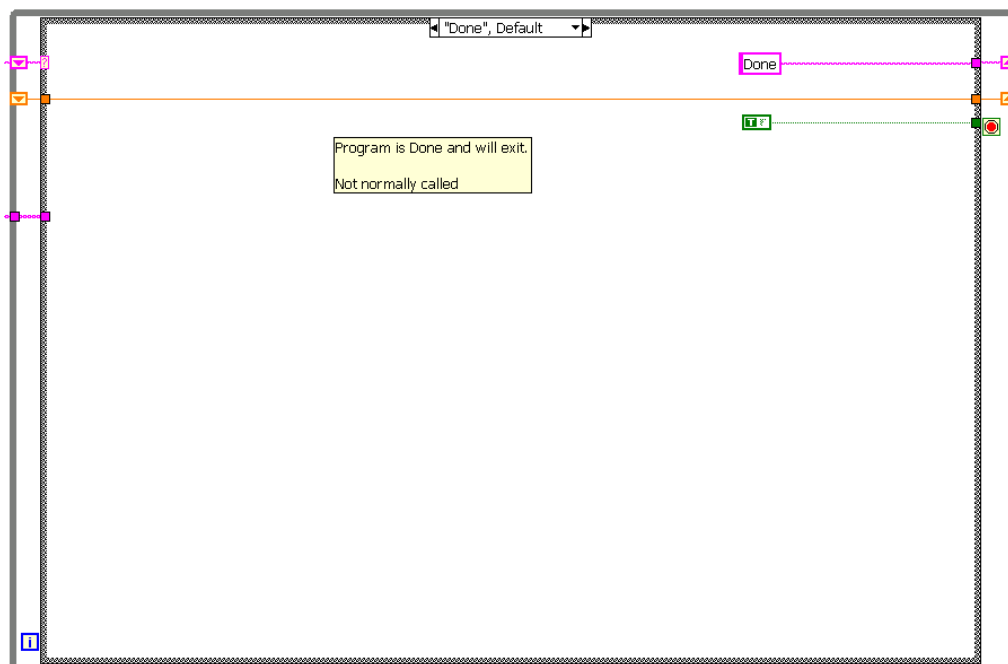 "Done", Default
?
Done
T F
Program is Done and will exit.
Not normally called
i